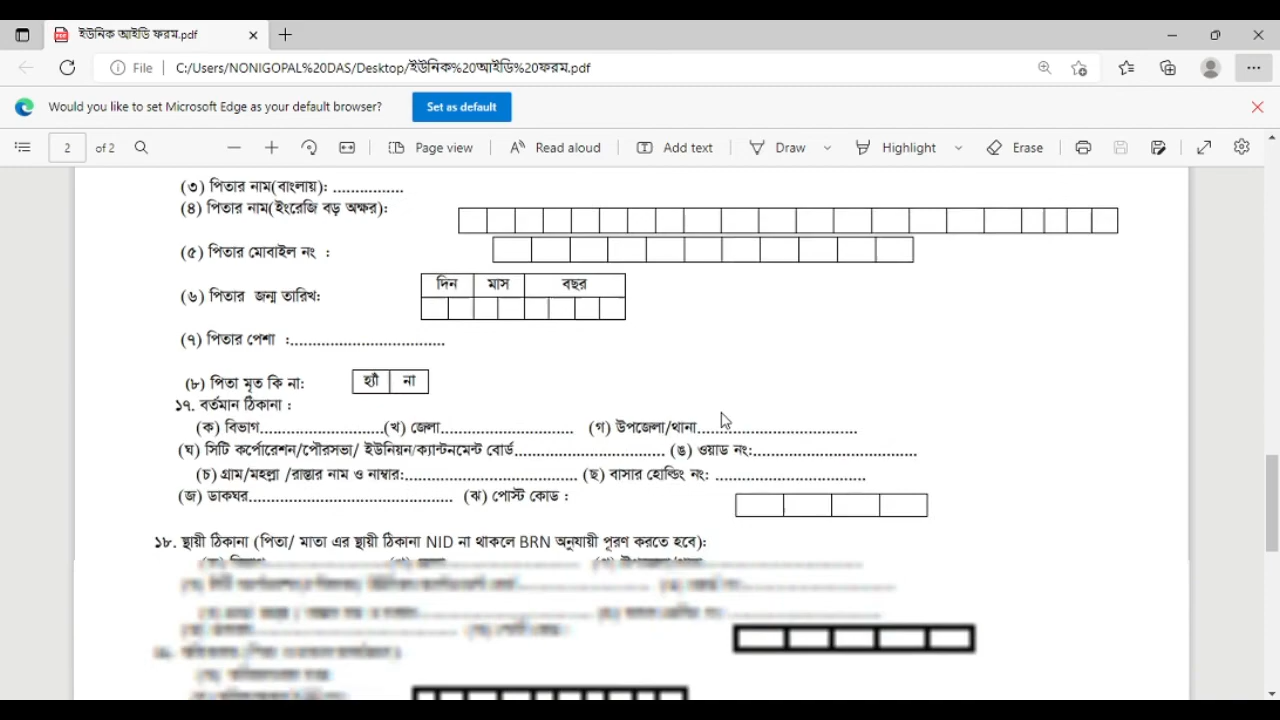 ইউনিক আইডি ফরম.pdf
File C:/Users/NONIGOPAL%20DAS/Desktop/ইউনিক%20আইডি%20ফরম.pdf
Would you like to set Microsoft Edge as your default browser? Set as default
2 of 2 Page view Read aloud Add text Draw Highlight Erase
(৩) পিতার নাম(বাংলায়): ................
(৪) পিতার নাম(ইংরেজি বড় অক্ষর):
(৫) পিতার মোবাইল নং :
দিন মাস বছর
(৬) পিতার জন্ম তারিখ:
(৭) পিতার পেশা :..................................
(৮) পিতা মৃত কি না: হ্যাঁ না
১৭. বর্তমান ঠিকানা :
(ক) বিভাগ...........................(খ) জেলা............................. (গ) উপজেলা/থানা...................................
(ঘ) সিটি কর্পোরেশন/পৌরসভা/ ইউনিয়ন/ক্যান্টনমেন্ট বোর্ড................................. (ঙ) ওয়াড নং:....................................
(চ) গ্রাম/মহল্লা /রাস্তার নাম ও নাম্বার:...................................... (ছ) বাসার হোল্ডিং নং: .................................
(জ) ডাকঘর............................................. (ঝ) পোস্ট কোড :
১৮. স্থায়ী ঠিকানা (পিতা/ মাতা এর স্থায়ী ঠিকানা NID না থাকলে BRN অনুযায়ী পূরণ করতে হবে):